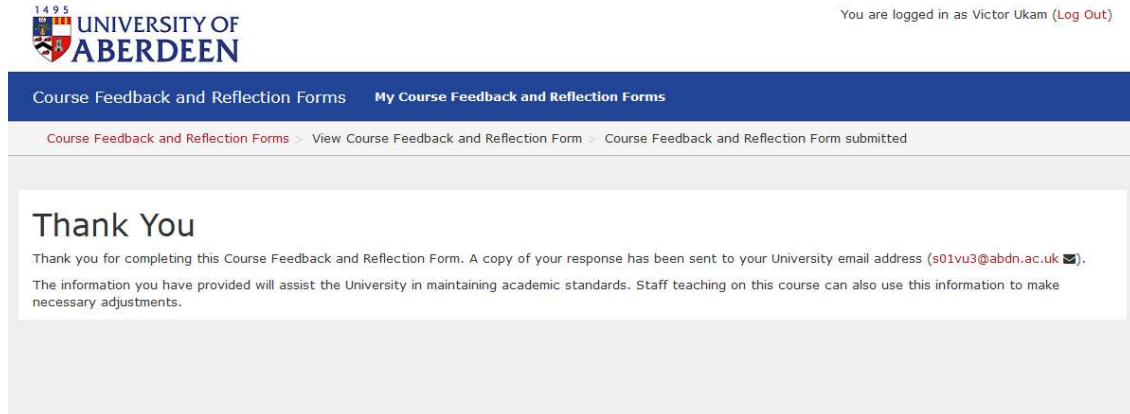 1495
UNIVERSITY OF
ABERDEEN
You are logged in as Victor Ukam (Log Out)
Course Feedback and Reflection Forms My Course Feedback and Reflection Forms
Course Feedback and Reflection Forms > View Course Feedback and Reflection Form > Course Feedback and Reflection Form submitted
Thank You
Thank you for completing this Course Feedback and Reflection Form. A copy of your response has been sent to your University email address (s01vu3@abdn.ac.uk ).
The information you have provided will assist the University in maintaining academic standards. Staff teaching on this course can also use this information to make
necessary adjustments.